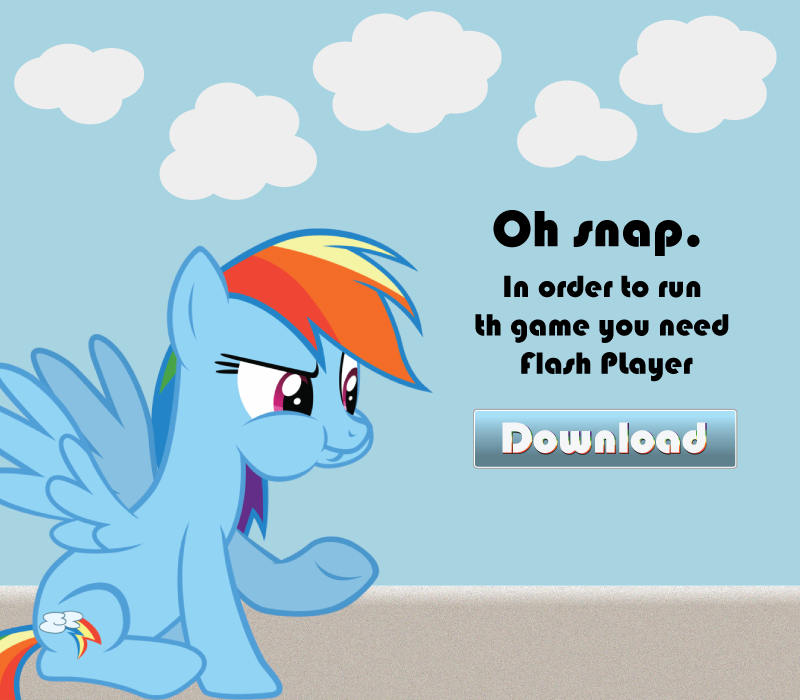 Oh snap.
In order to run
th game you need
Flash PLayer
Download